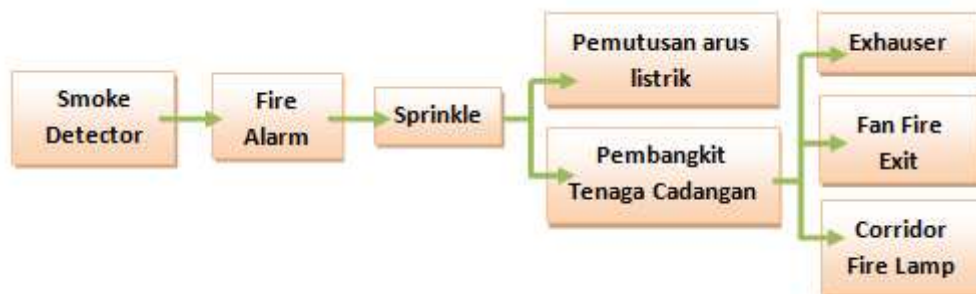 Smoke
Detector
Fire
Alarm
Sprinkle
Pemutusan arus
listrik
Pembangkit
Tenaga Cadangan
Exhauser
Fan Fire
Exit
Corridor
Fire Lamp